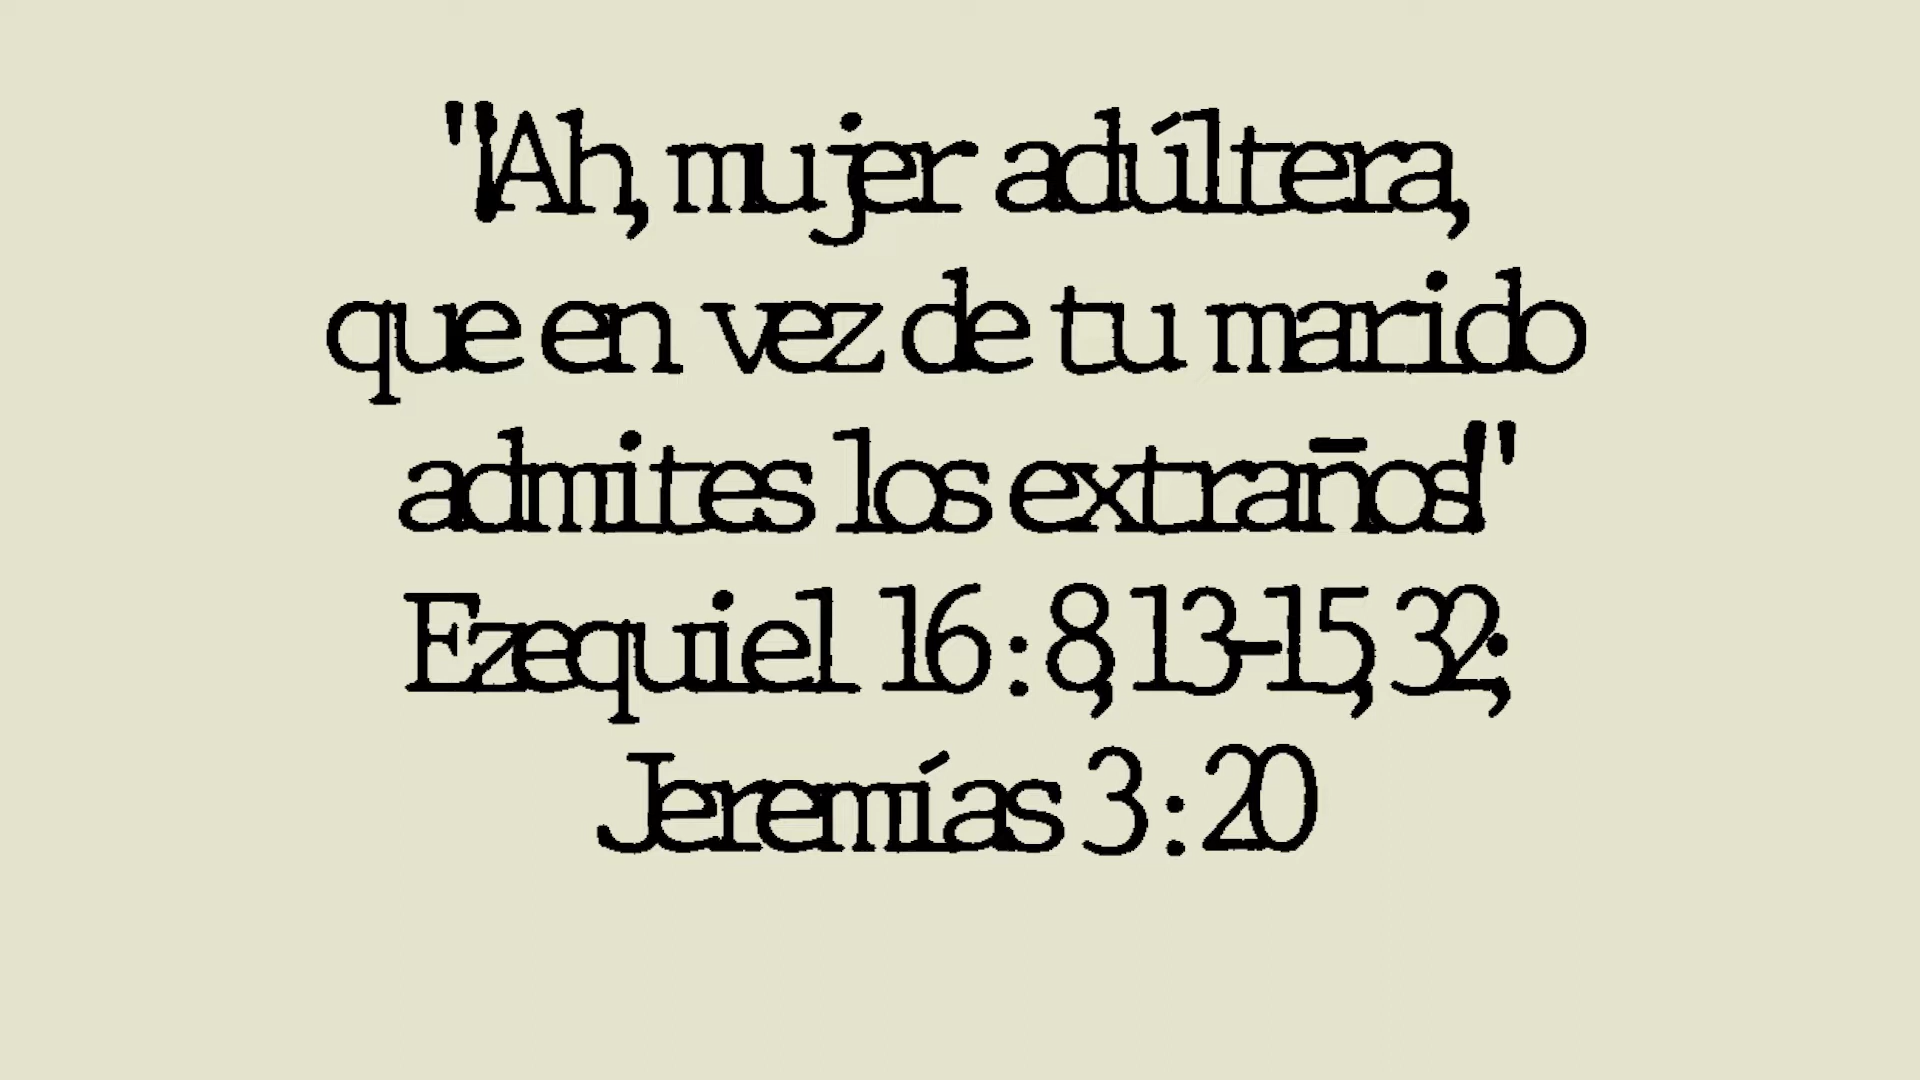 "¡Ah, mujer adúltera,
que en vez de tu marido
admites los extraños!"
Ezequiel 16:8,13-15,32;
Jeremías 3:20